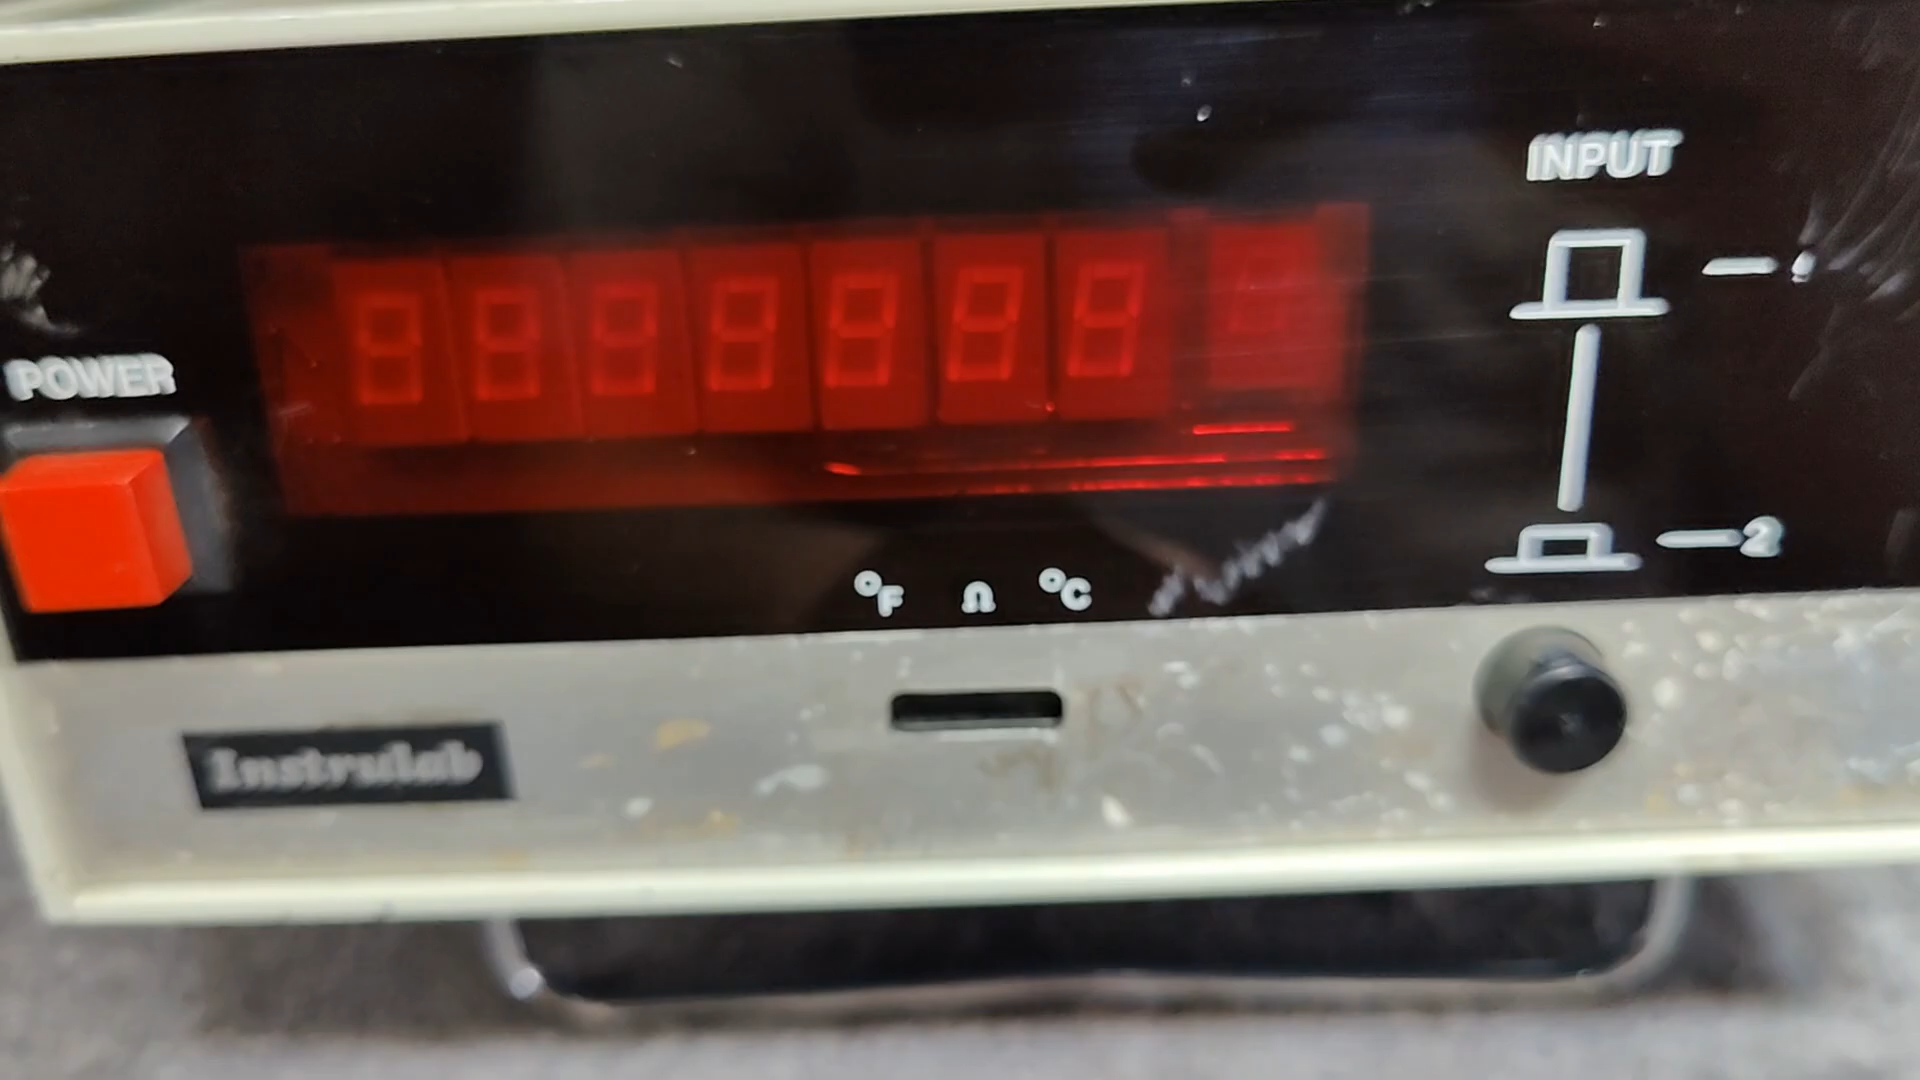 INPUT
1
POWER
2
°F Ω °C
Instrulab